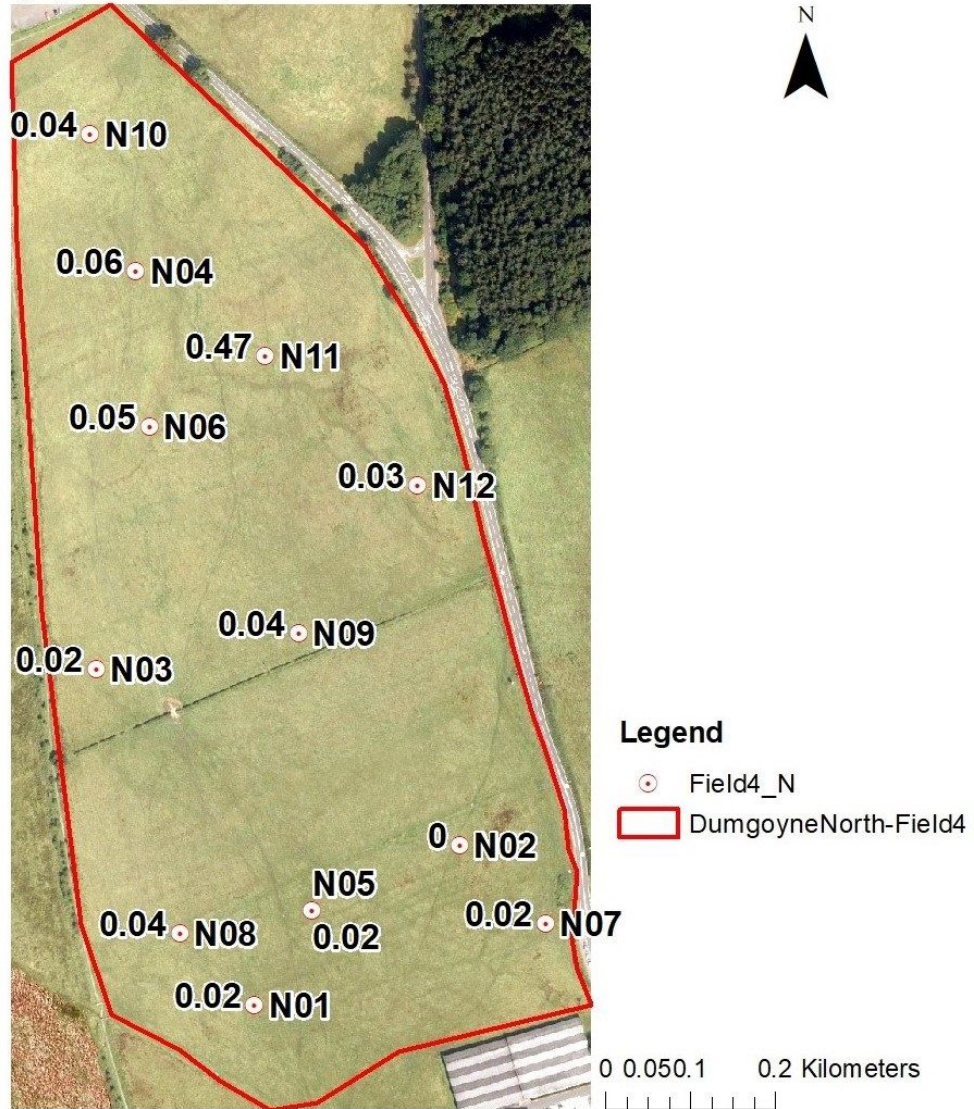 N
0.04 N10
0.06 N04
0.47 N11
0.05 N06
0.03 N12
0.04 N09
0.02 N03
Legend
Field4_N
DumgoyneNorth-Field4
0 N02
N05
0.02
0.04 N08
0.02 N07
0.02 N01
0 0.050.1 0.2 Kilometers